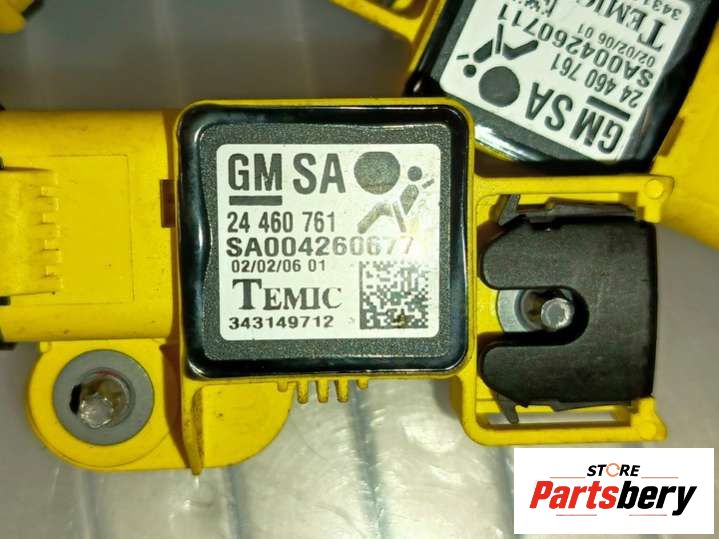 GM SA
24 460 761
SA004260677
02/02/06 01
TEMIC
343149712
GM SA
24 460 761
SA004260711
02/02/06 01
TEMIC
STORE
Partsbery